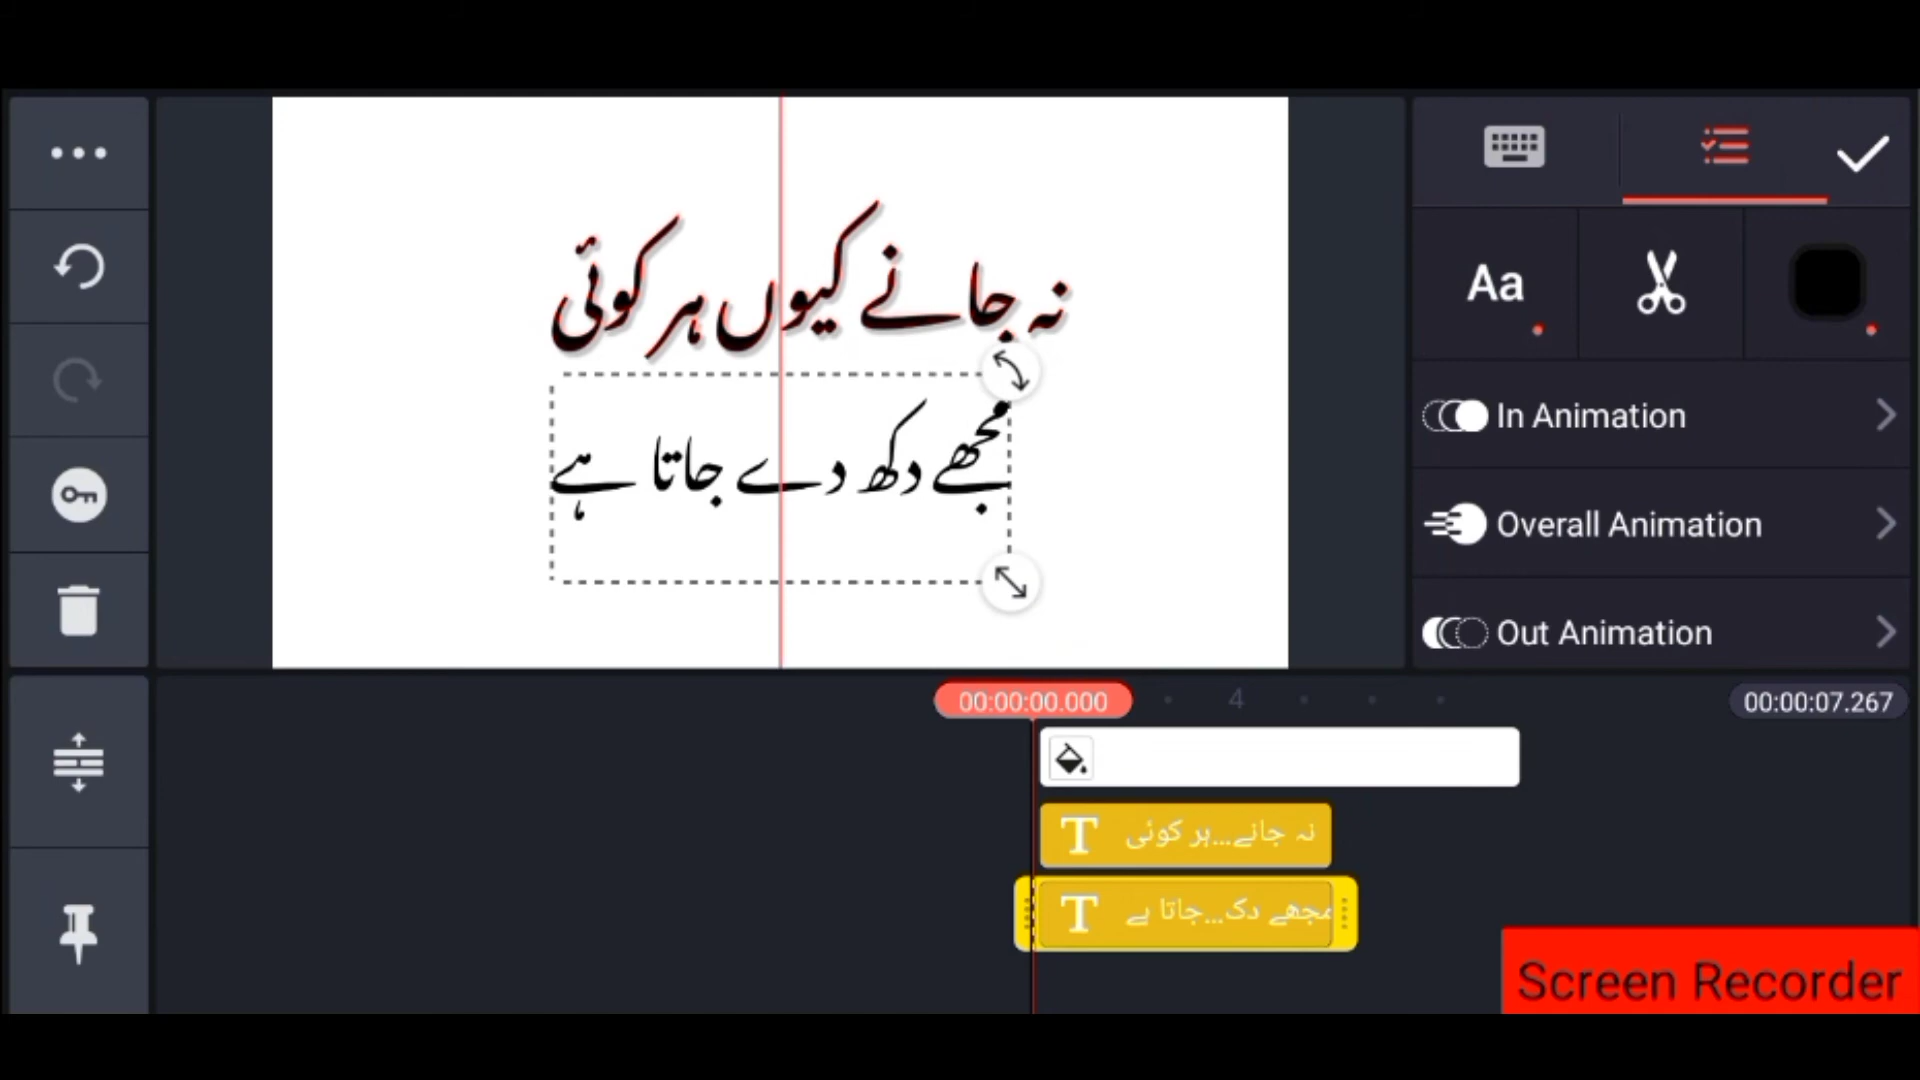 نہ جانے کیوں ہر کوئی
مجھے دکھ دے جاتا ہے
Aa
In Animation
Overall Animation
Out Animation
00:00:00.000
4
00:00:07.267
نہ جانے...ہر کوئی
مجھے دک...جاتا ہے
Screen Recorder